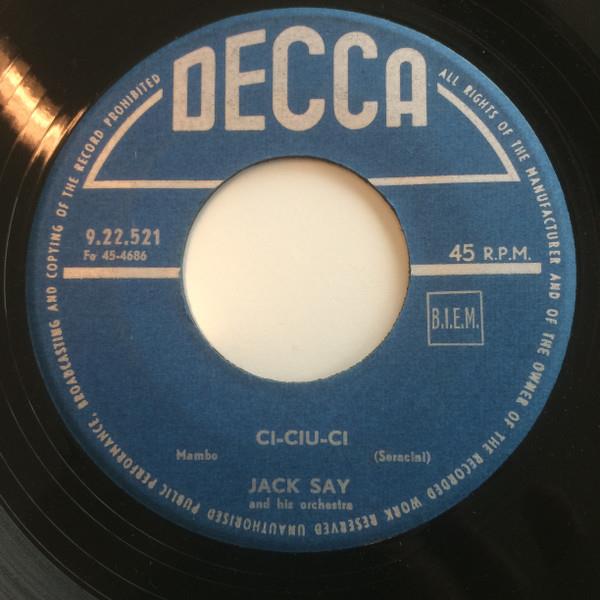 DECCA
ALL RIGHTS OF THE MANUFACTURER AND OF THE OWNER OF THE RECORDED WORK RESERVED UNAUTHORISED PUBLIC PERFORMANCE, BROADCASTING AND COPYING OF THE RECORD PROHIBITED
9.22.521
Fo 45-4686
45 R.P.M.
B.I.E.M.
CI-CIU-CI
Mambo (Seracini)
JACK SAY
and his orchestra